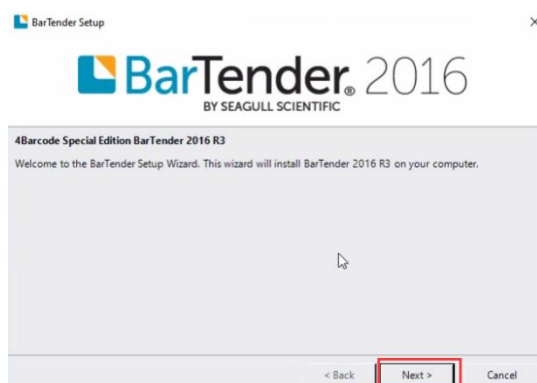 BarTender Setup
BarTender® 2016
BY SEAGULL SCIENTIFIC
4Barcode Special Edition BarTender 2016 R3
Welcome to the BarTender Setup Wizard. This wizard will install BarTender 2016 R3 on your computer.
< Back Next > Cancel